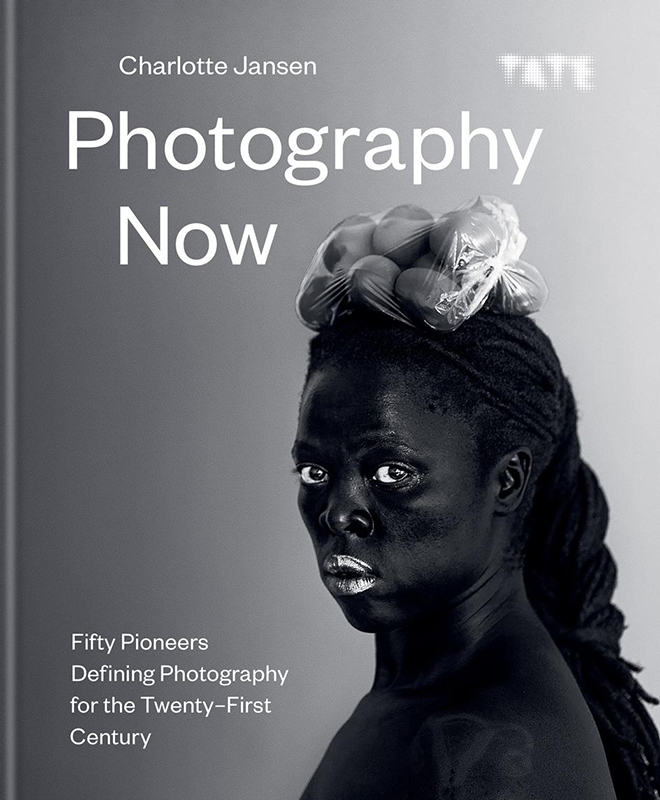 Charlotte Jansen
TATE
Photography
Now
Fifty Pioneers
Defining Photography
for the Twenty–First
Century